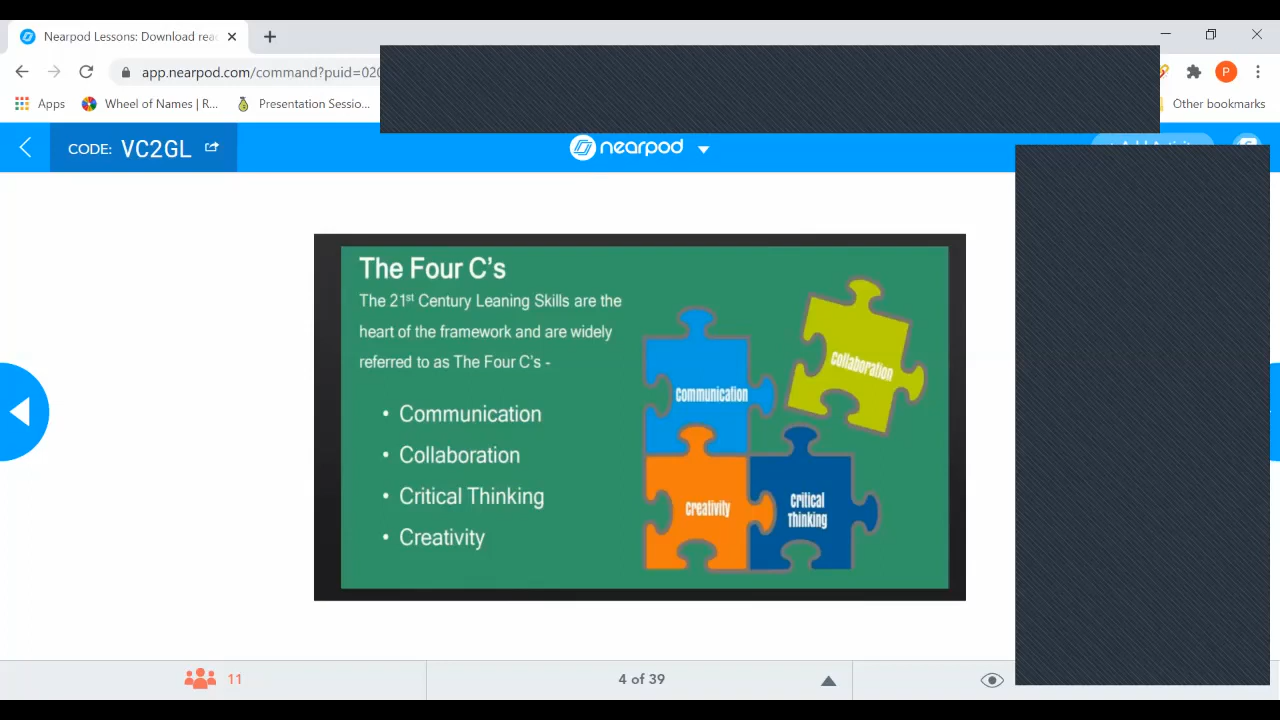 Nearpod Lessons: Download rea
app.nearpod.com/command?puid=020
P
Apps
Wheel of Names | R...
Presentation Sessio...
Other bookmarks
CODE: VC2GL
nearpod
The Four C's
The 21st Century Leaning Skills are the
heart of the framework and are widely
referred to as The Four C's -
• Communication
• Collaboration
• Critical Thinking
• Creativity
Communication
Collaboration
Creativity
Critical
Thinking
11
4 of 39